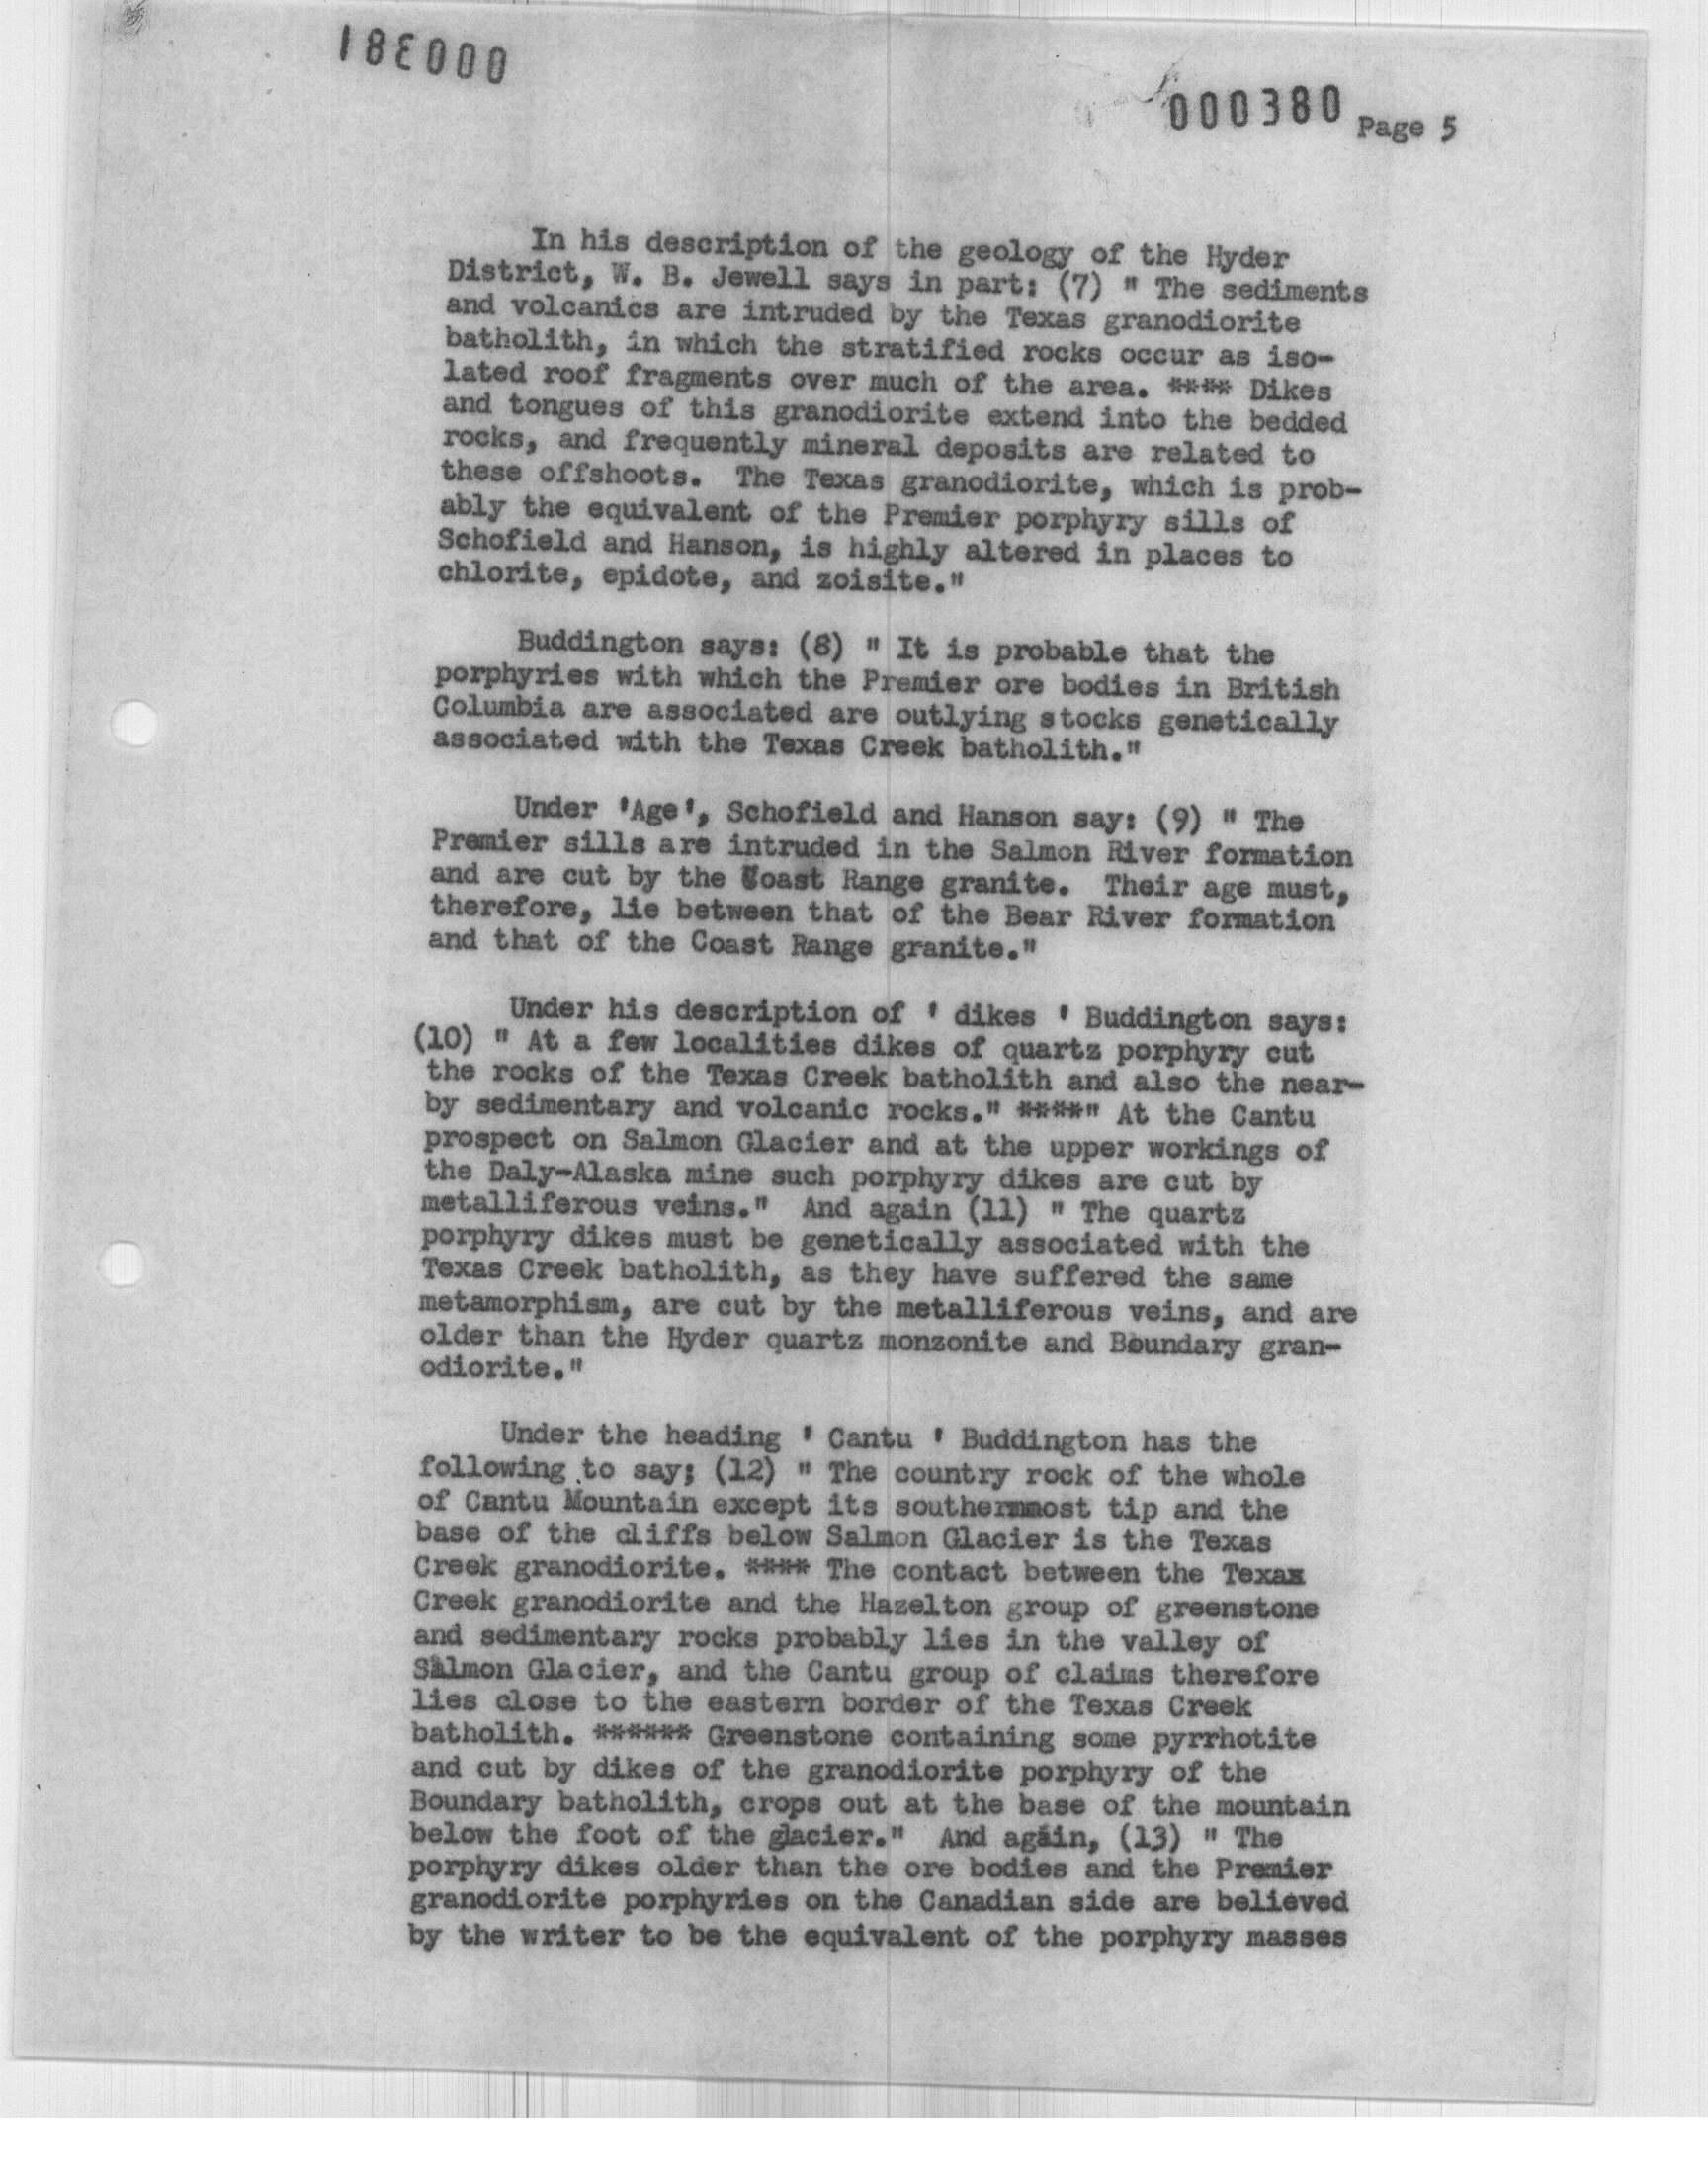 000381
000380 Page 5
In his description of the geology of the Hyder
District, W. B. Jewell says in part: (7) " The sediments
and volcanics are intruded by the Texas granodiorite
batholith, in which the stratified rocks occur as iso-
lated roof fragments over much of the area. **** Dikes
and tongues of this granodiorite extend into the bedded
rocks, and frequently mineral deposits are related to
these offshoots. The Texas granodiorite, which is prob-
ably the equivalent of the Premier porphyry sills of
Schofield and Hanson, is highly altered in places to
chlorite, epidote, and zoisite."
Buddington says: (8) " It is probable that the
porphyries with which the Premier ore bodies in British
Columbia are associated are outlying stocks genetically
associated with the Texas Creek batholith."
Under 'Age', Schofield and Hanson say: (9) " The
Premier sills are intruded in the Salmon River formation
and are cut by the Coast Range granite. Their age must,
therefore, lie between that of the Bear River formation
and that of the Coast Range granite."
Under his description of ' dikes ' Buddington says:
(10) " At a few localities dikes of quartz porphyry cut
the rocks of the Texas Creek batholith and also the near-
by sedimentary and volcanic rocks." ****" At the Cantu
prospect on Salmon Glacier and at the upper workings of
the Daly-Alaska mine such porphyry dikes are cut by
metalliferous veins." And again (11) " The quartz
porphyry dikes must be genetically associated with the
Texas Creek batholith, as they have suffered the same
metamorphism, are cut by the metalliferous veins, and are
older than the Hyder quartz monzonite and Boundary gran-
odiorite."
Under the heading ' Cantu ' Buddington has the
following to say; (12) " The country rock of the whole
of Cantu Mountain except its southernmost tip and the
base of the cliffs below Salmon Glacier is the Texas
Creek granodiorite. **** The contact between the Texas
Creek granodiorite and the Hazelton group of greenstone
and sedimentary rocks probably lies in the valley of
Salmon Glacier, and the Cantu group of claims therefore
lies close to the eastern border of the Texas Creek
batholith. ****** Greenstone containing some pyrrhotite
and cut by dikes of the granodiorite porphyry of the
Boundary batholith, crops out at the base of the mountain
below the foot of the glacier." And again, (13) " The
porphyry dikes older than the ore bodies and the Premier
granodiorite porphyries on the Canadian side are believed
by the writer to be the equivalent of the porphyry masses